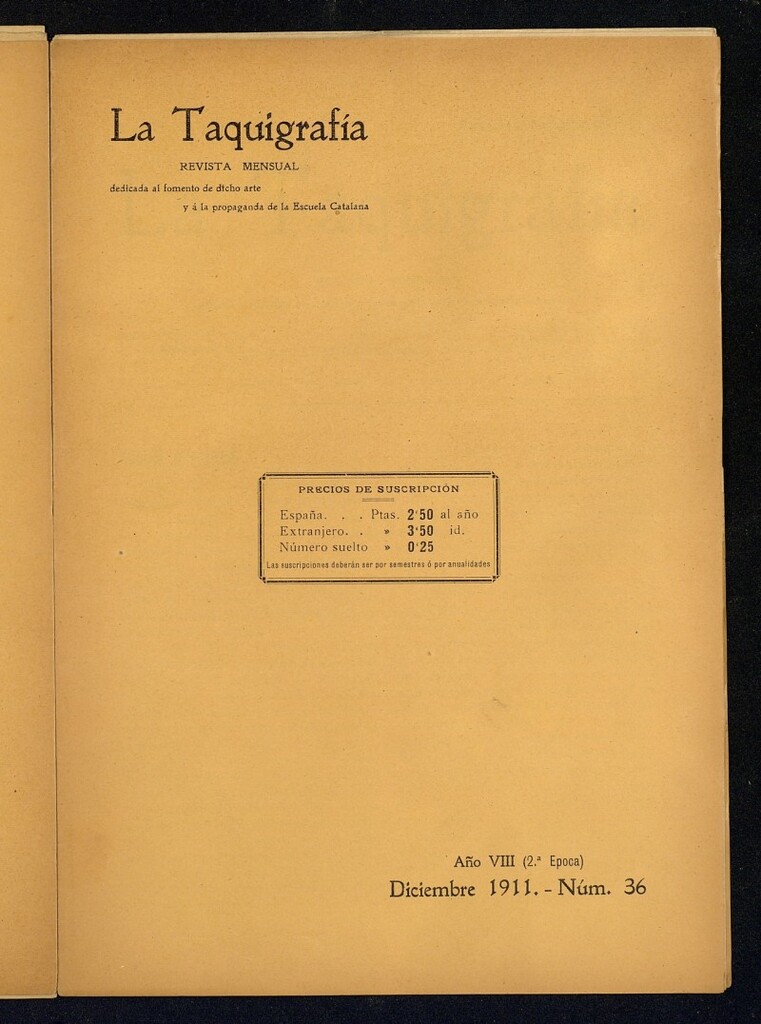 La Taquigrafía
REVISTA MENSUAL
dedicada al fomento de dicho arte
y á la propaganda de la Escuela Catalana
PRECIOS DE SUSCRIPCIÓN
España. . . Ptas. 2'50 al año
Extranjero. . » 3'50 id.
Número suelto » 0'25
Las suscripciones deberán ser por semestres ó por anualidades
Año VIII (2.ª Epoca)
Diciembre 1911. - Núm. 36